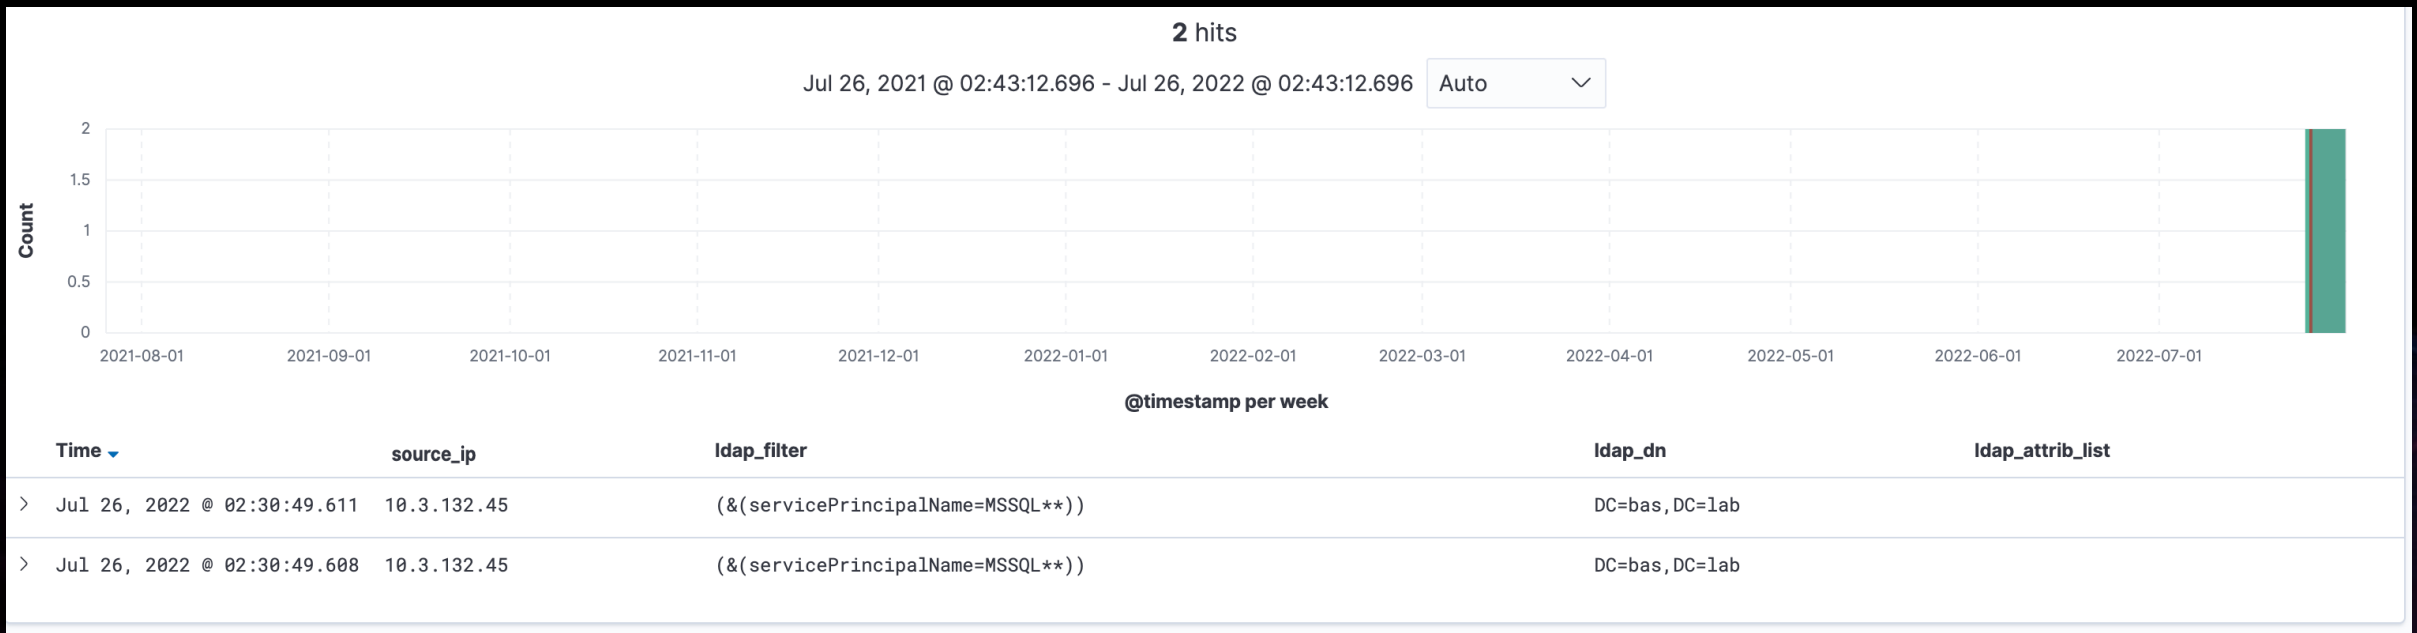 2 hits
Jul 26, 2021 @ 02:43:12.696 - Jul 26, 2022 @ 02:43:12.696 Auto
2
1.5
1
0.5
0
Count
2021-08-01 2021-09-01 2021-10-01 2021-11-01 2021-12-01 2022-01-01 2022-02-01 2022-03-01 2022-04-01 2022-05-01 2022-06-01 2022-07-01
@timestamp per week
Time source_ip ldap_filter ldap_dn ldap_attrib_list
Jul 26, 2022 @ 02:30:49.611 10.3.132.45 (&(servicePrincipalName=MSSQL**)) DC=bas,DC=lab
Jul 26, 2022 @ 02:30:49.608 10.3.132.45 (&(servicePrincipalName=MSSQL**)) DC=bas,DC=lab